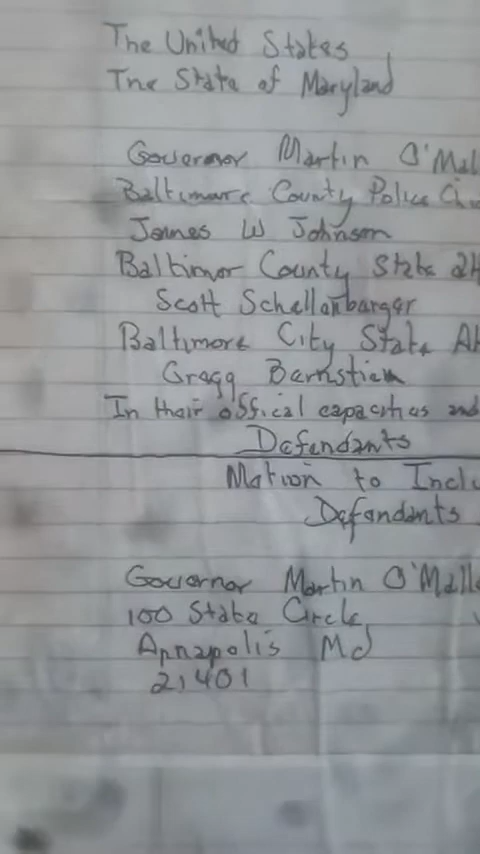 The United States
The State of Maryland
Governor Martin O'Mal
Baltimore County Police Ch
James W Johnson
Baltimor County State At
Scott Schellenbarger
Baltimore City State At
Gregg Bernstien
In their offical capacities and
Defendants
Motion to Inclu
Defendants
Governor Martin O'Malle
100 State Circle
Annapolis Md
21401